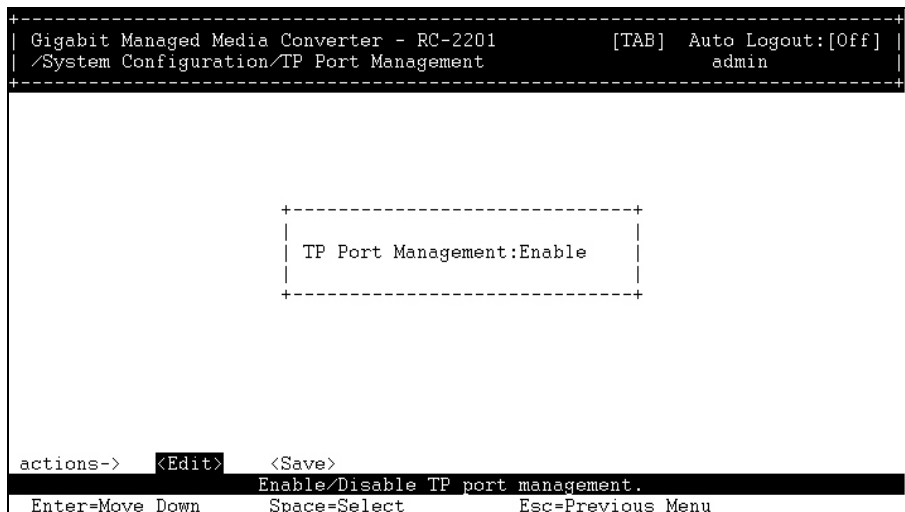 +------------------------------------------------------------------------------+
| Gigabit Managed Media Converter - RC-2201          [TAB]  Auto Logout:[Off] |
| /System Configuration/TP Port Management                    admin           |
+------------------------------------------------------------------------------+
+------------------------------+
| TP Port Management:Enable |
+------------------------------+
actions->   <Edit>    <Save>
Enable/Disable TP port management.
Enter=Move Down      Space=Select          Esc=Previous Menu